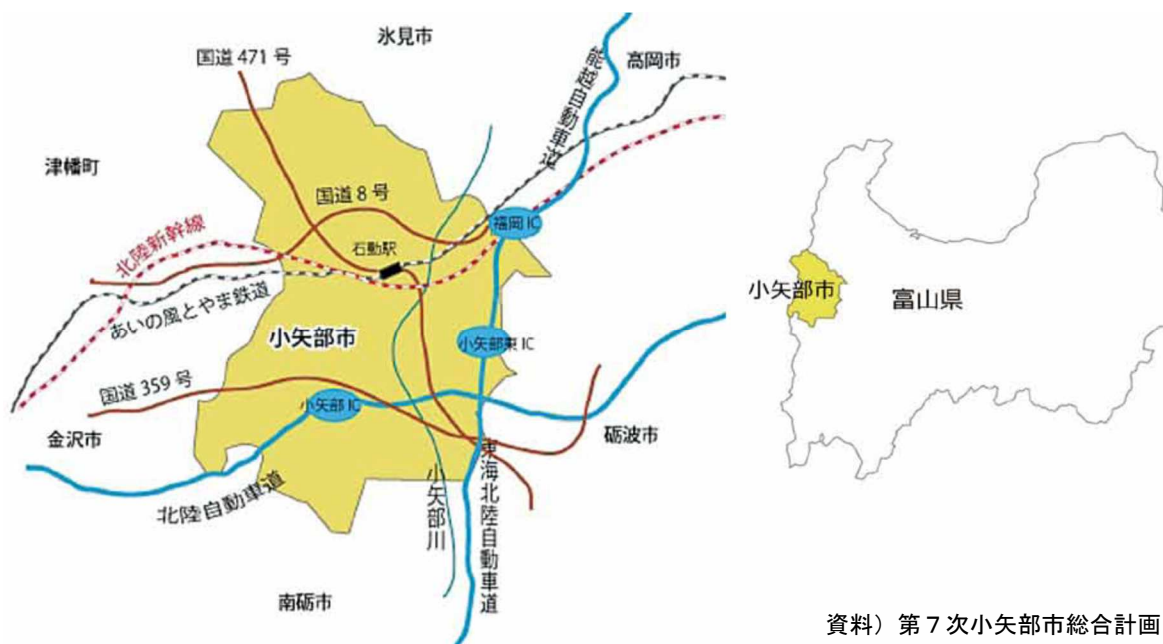 氷見市
国道 471 号
高岡市
能越自動車道
津幡町
国道 8 号
福岡 IC
北陸新幹線
石動駅
あいの風とやま鉄道
小矢部市
小矢部東 IC
国道 359 号
小矢部 IC
金沢市
砺波市
北陸自動車道
小矢部川
東海北陸自動車道
南砺市
小矢部市
富山県
資料）第７次小矢部市総合計画